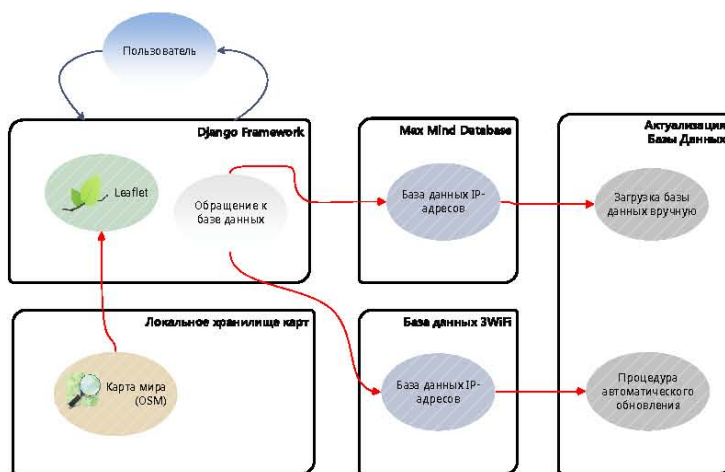 Пользователь
Django Framework
Leaflet
Обращение к
базе данных
Max Mind Database
База данных IP-
адресов
Актуализация
Базы Данных
Загрузка базы
данных вручную
Локальное хранилище карт
Карта мира
(OSM)
База данных 3WiFi
База данных IP-
адресов
Процедура
автоматического
обновления